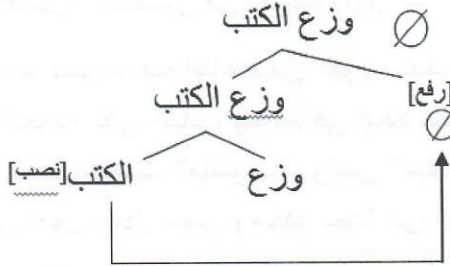 ∅ وزع الكتب
[رفع] وزع الكتب
∅
وزع الكتب [نصب]